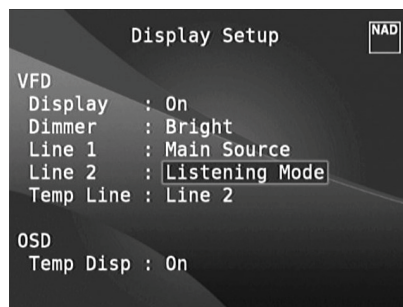 Display Setup
NAD
VFD
Display : On
Dimmer : Bright
Line 1 : Main Source
Line 2 : Listening Mode
Temp Line : Line 2
OSD
Temp Disp : On